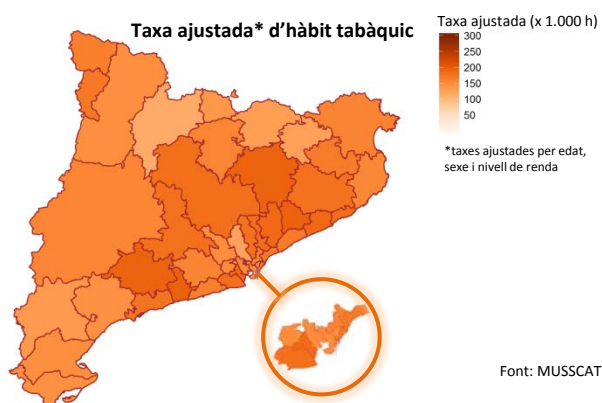 Taxa ajustada* d'hàbit tabàquic
Taxa ajustada (x 1.000 h)
300
250
200
150
100
50
*taxes ajustades per edat,
sexe i nivell de renda
Font: MUSSCAT